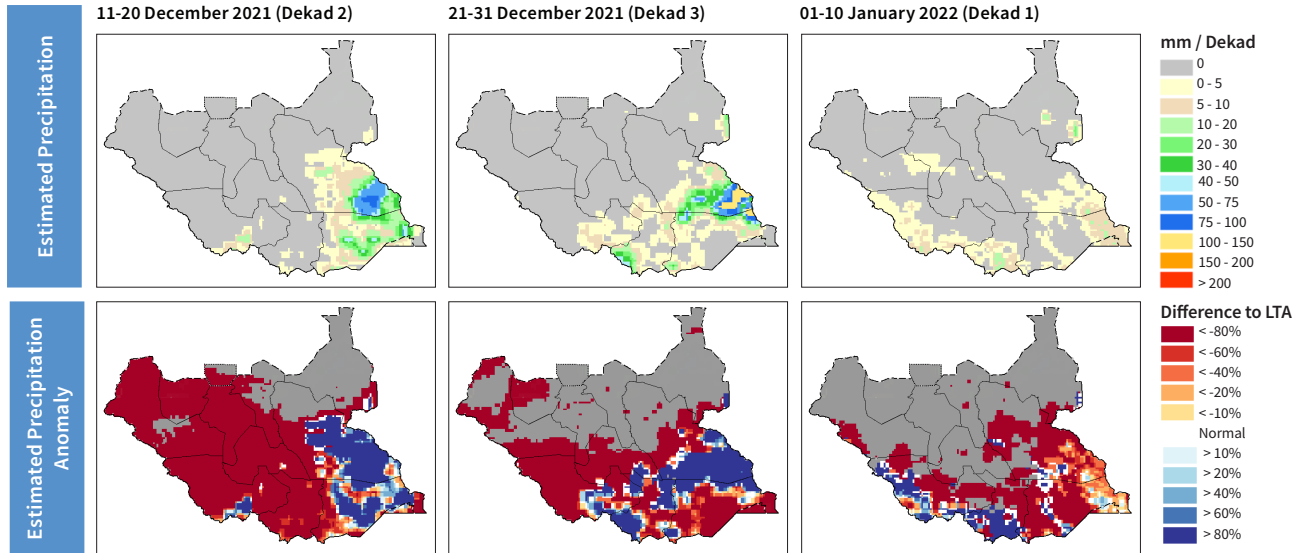 11-20 December 2021 (Dekad 2)
21-31 December 2021 (Dekad 3)
01-10 January 2022 (Dekad 1)
Estimated Precipitation
mm / Dekad
0
0 - 5
5 - 10
10 - 20
20 - 30
30 - 40
40 - 50
50 - 75
75 - 100
100 - 150
150 - 200
> 200
Estimated Precipitation
Anomaly
Difference to LTA
< -80%
< -60%
< -40%
< -20%
< -10%
Normal
> 10%
> 20%
> 40%
> 60%
> 80%